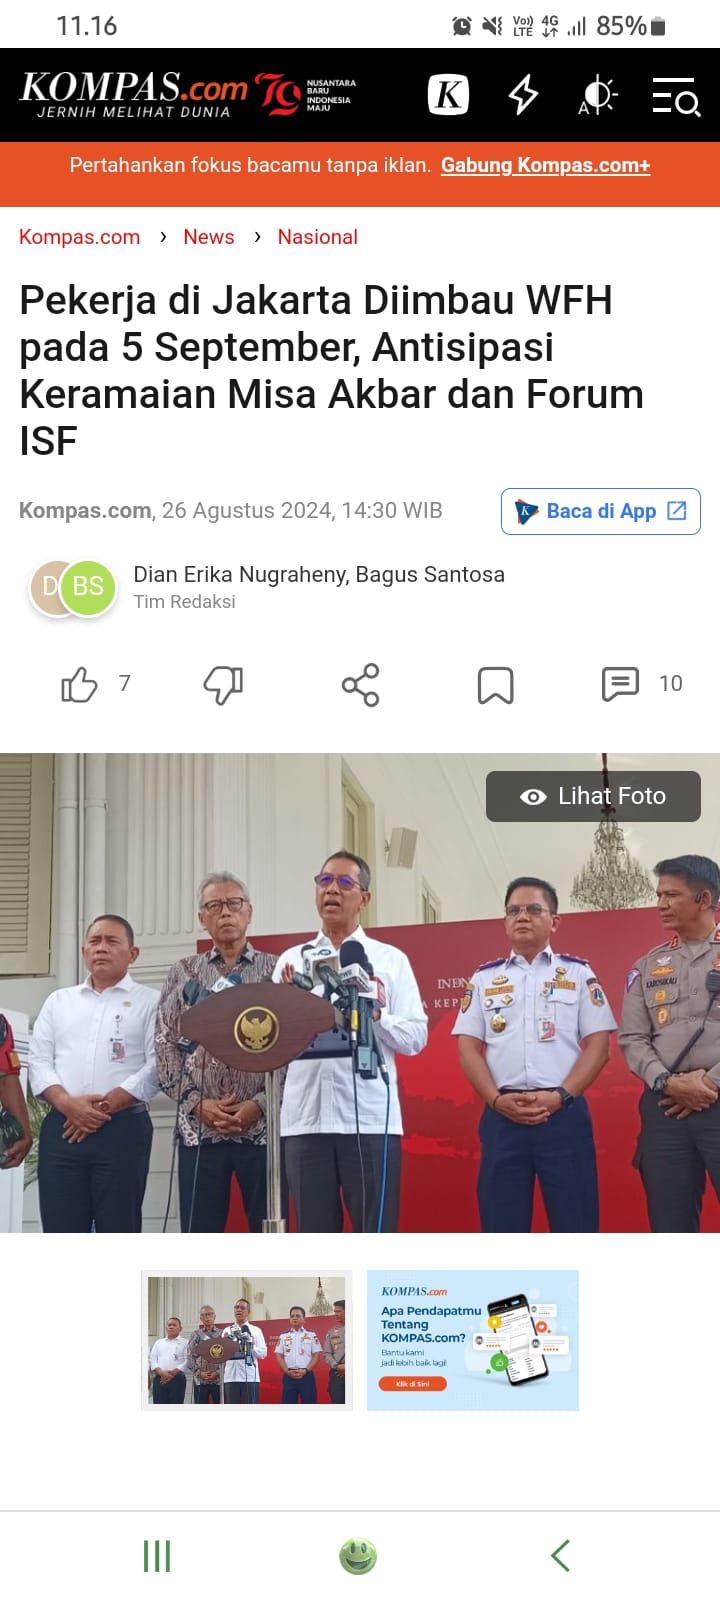 11.16
Vo)) LTE 4G 85%
KOMPAS.com 79 NUSANTARA BARU INDONESIA MAJU
JERNIH MELIHAT DUNIA
K
A
Pertahankan fokus bacamu tanpa iklan. Gabung Kompas.com+
Kompas.com › News › Nasional
Pekerja di Jakarta Diimbau WFH
pada 5 September, Antisipasi
Keramaian Misa Akbar dan Forum
ISF
Kompas.com, 26 Agustus 2024, 14:30 WIB
K Baca di App
D BS
Dian Erika Nugraheny, Bagus Santosa
Tim Redaksi
7
10
Lihat Foto
KOMPAS.com
Apa Pendapatmu
Tentang
KOMPAS.com?
Bantu kami
jadi lebih baik lagi!
Klik di Sini